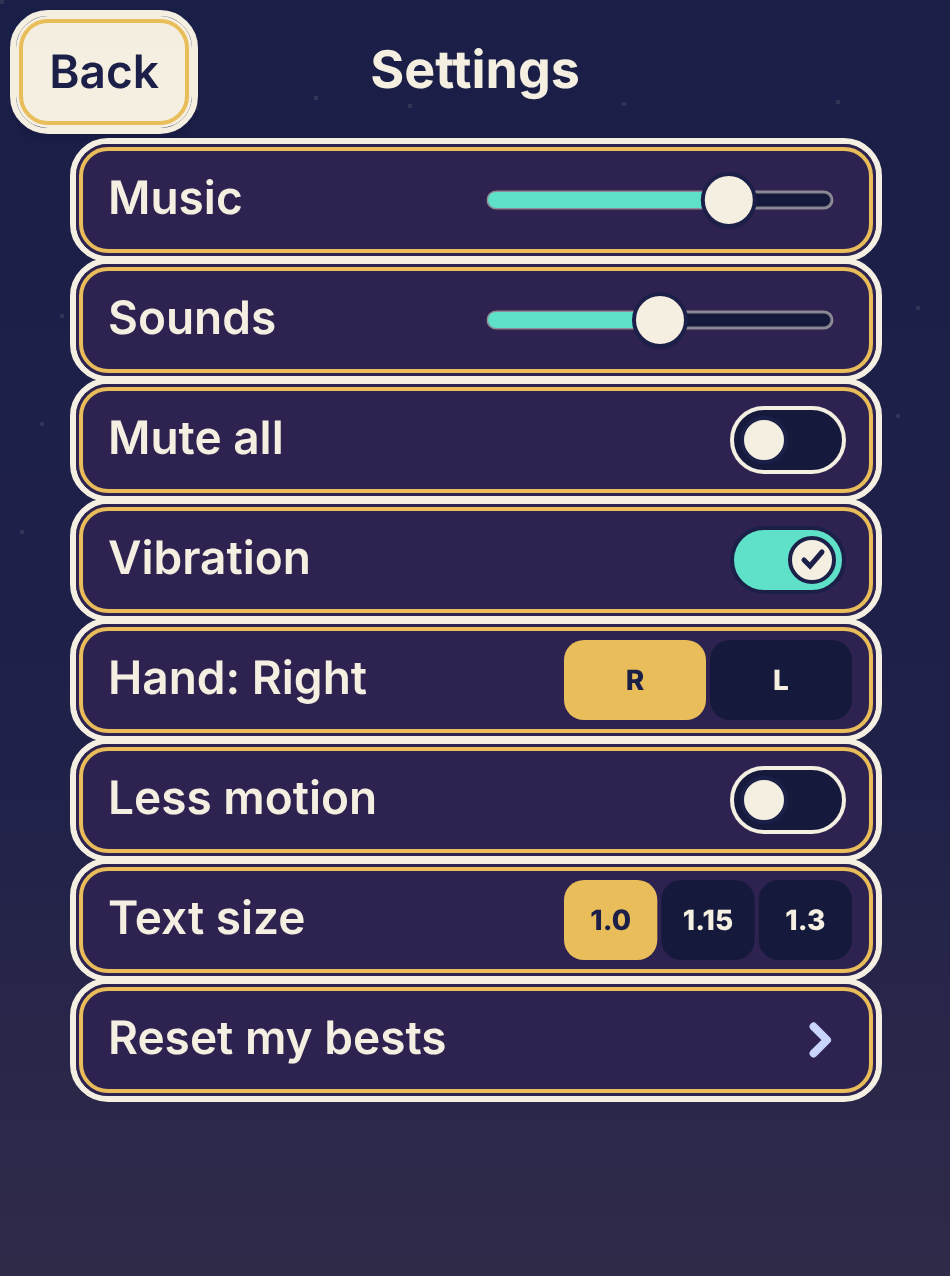 Back
Settings
Music
Sounds
Mute all
Vibration
Hand: Right
R
L
Less motion
Text size
1.0
1.15
1.3
Reset my bests